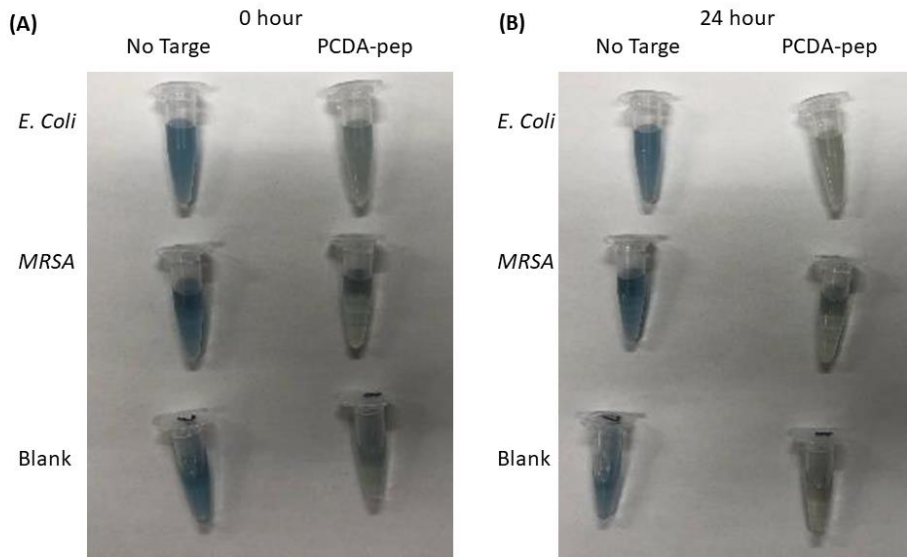 (A)
0 hour
No Targe
PCDA-pep
E. Coli
MRSA
Blank
(B)
24 hour
No Targe
PCDA-pep
E. Coli
MRSA
Blank